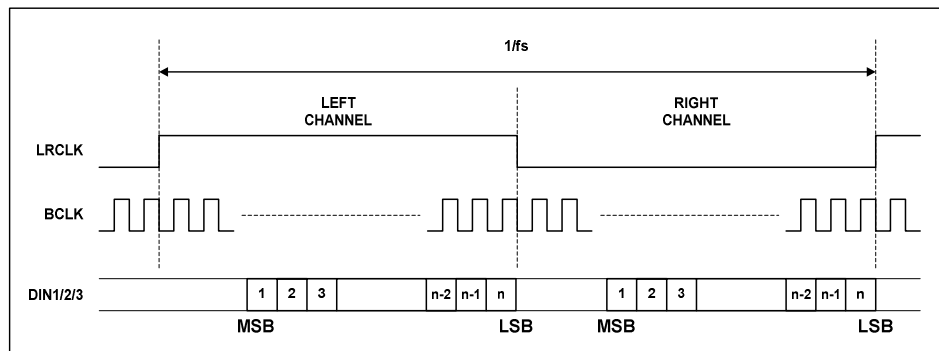 1/fs
LEFT
CHANNEL
RIGHT
CHANNEL
LRCLK
BCLK
DIN1/2/3 1 2 3 n-2 n-1 n 1 2 3 n-2 n-1 n
MSB LSB MSB LSB